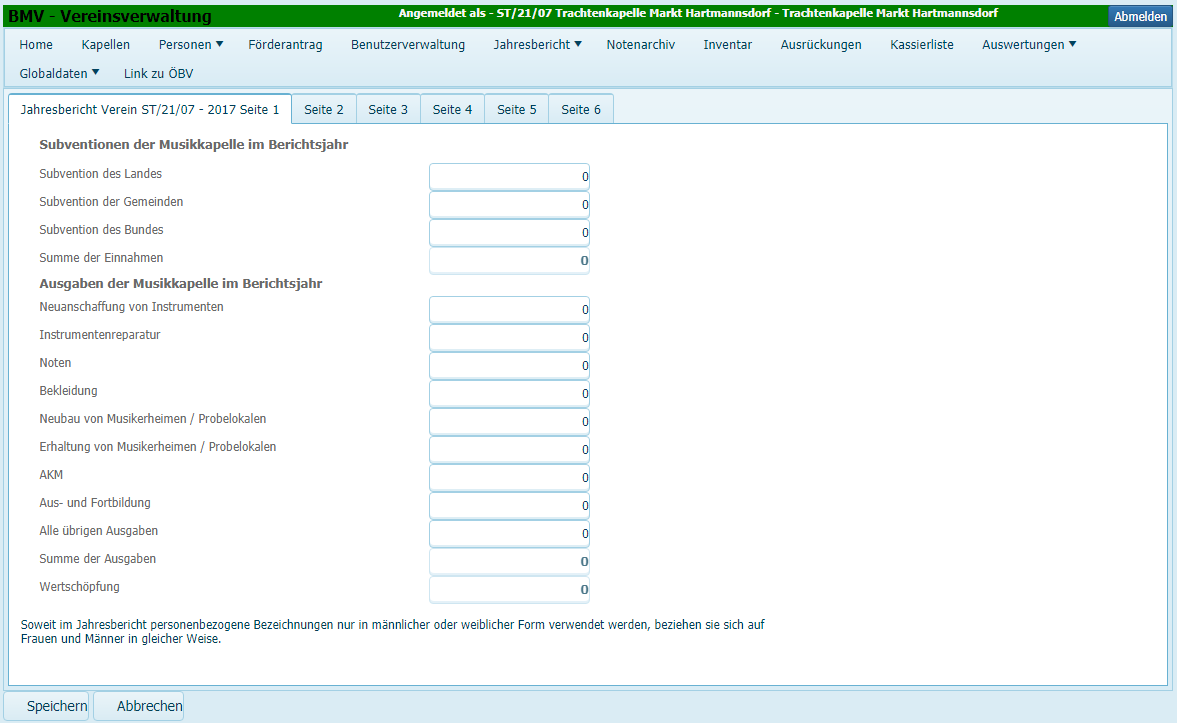 BMV - Vereinsverwaltung
Angemeldet als - ST/21/07 Trachtenkapelle Markt Hartmannsdorf - Trachtenkapelle Markt Hartmannsdorf
Abmelden
Home Kapellen Personen Förderantrag Benutzerverwaltung Jahresbericht Notenarchiv Inventar Ausrückungen Kassierliste Auswertungen
Globaldaten Link zu ÖBV
Jahresbericht Verein ST/21/07 - 2017 Seite 1 Seite 2 Seite 3 Seite 4 Seite 5 Seite 6
Subventionen der Musikkapelle im Berichtsjahr
Subvention des Landes 0
Subvention der Gemeinden 0
Subvention des Bundes 0
Summe der Einnahmen 0
Ausgaben der Musikkapelle im Berichtsjahr
Neuanschaffung von Instrumenten 0
Instrumentenreparatur 0
Noten 0
Bekleidung 0
Neubau von Musikerheimen / Probelokalen 0
Erhaltung von Musikerheimen / Probelokalen 0
AKM 0
Aus- und Fortbildung 0
Alle übrigen Ausgaben 0
Summe der Ausgaben 0
Wertschöpfung 0
Soweit im Jahresbericht personenbezogene Bezeichnungen nur in männlicher oder weiblicher Form verwendet werden, beziehen sie sich auf
Frauen und Männer in gleicher Weise.
Speichern Abbrechen